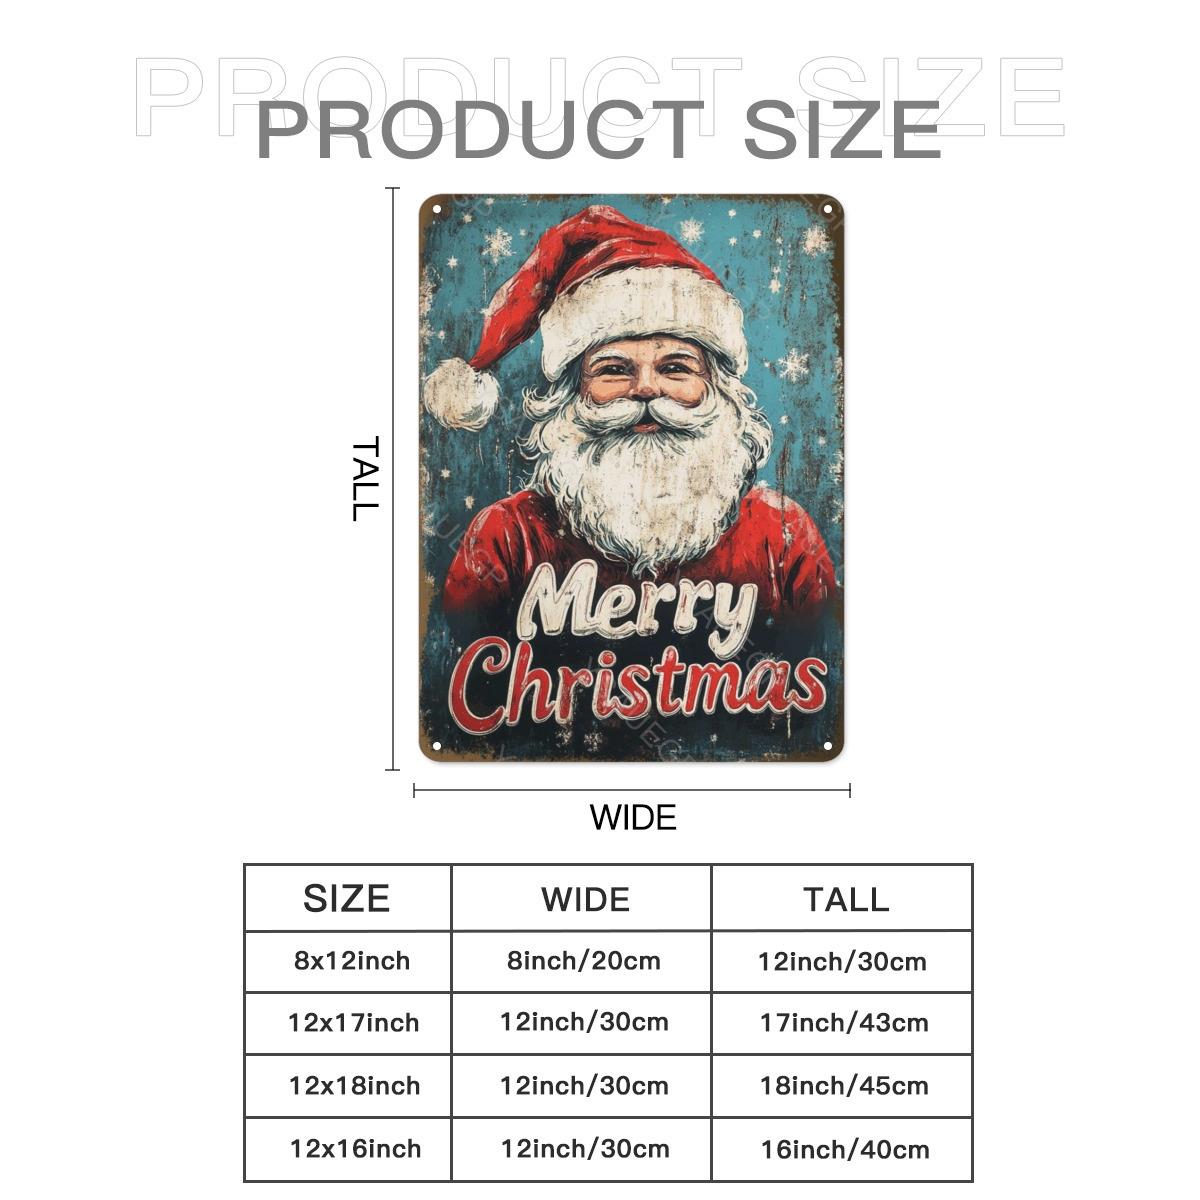 PRODUCT SIZE
PRODUCT SIZE
TALL
Merry
Christmas
WIDE
SIZE WIDE TALL
8x12inch 8inch/20cm 12inch/30cm
12x17inch 12inch/30cm 17inch/43cm
12x18inch 12inch/30cm 18inch/45cm
12x16inch 12inch/30cm 16inch/40cm